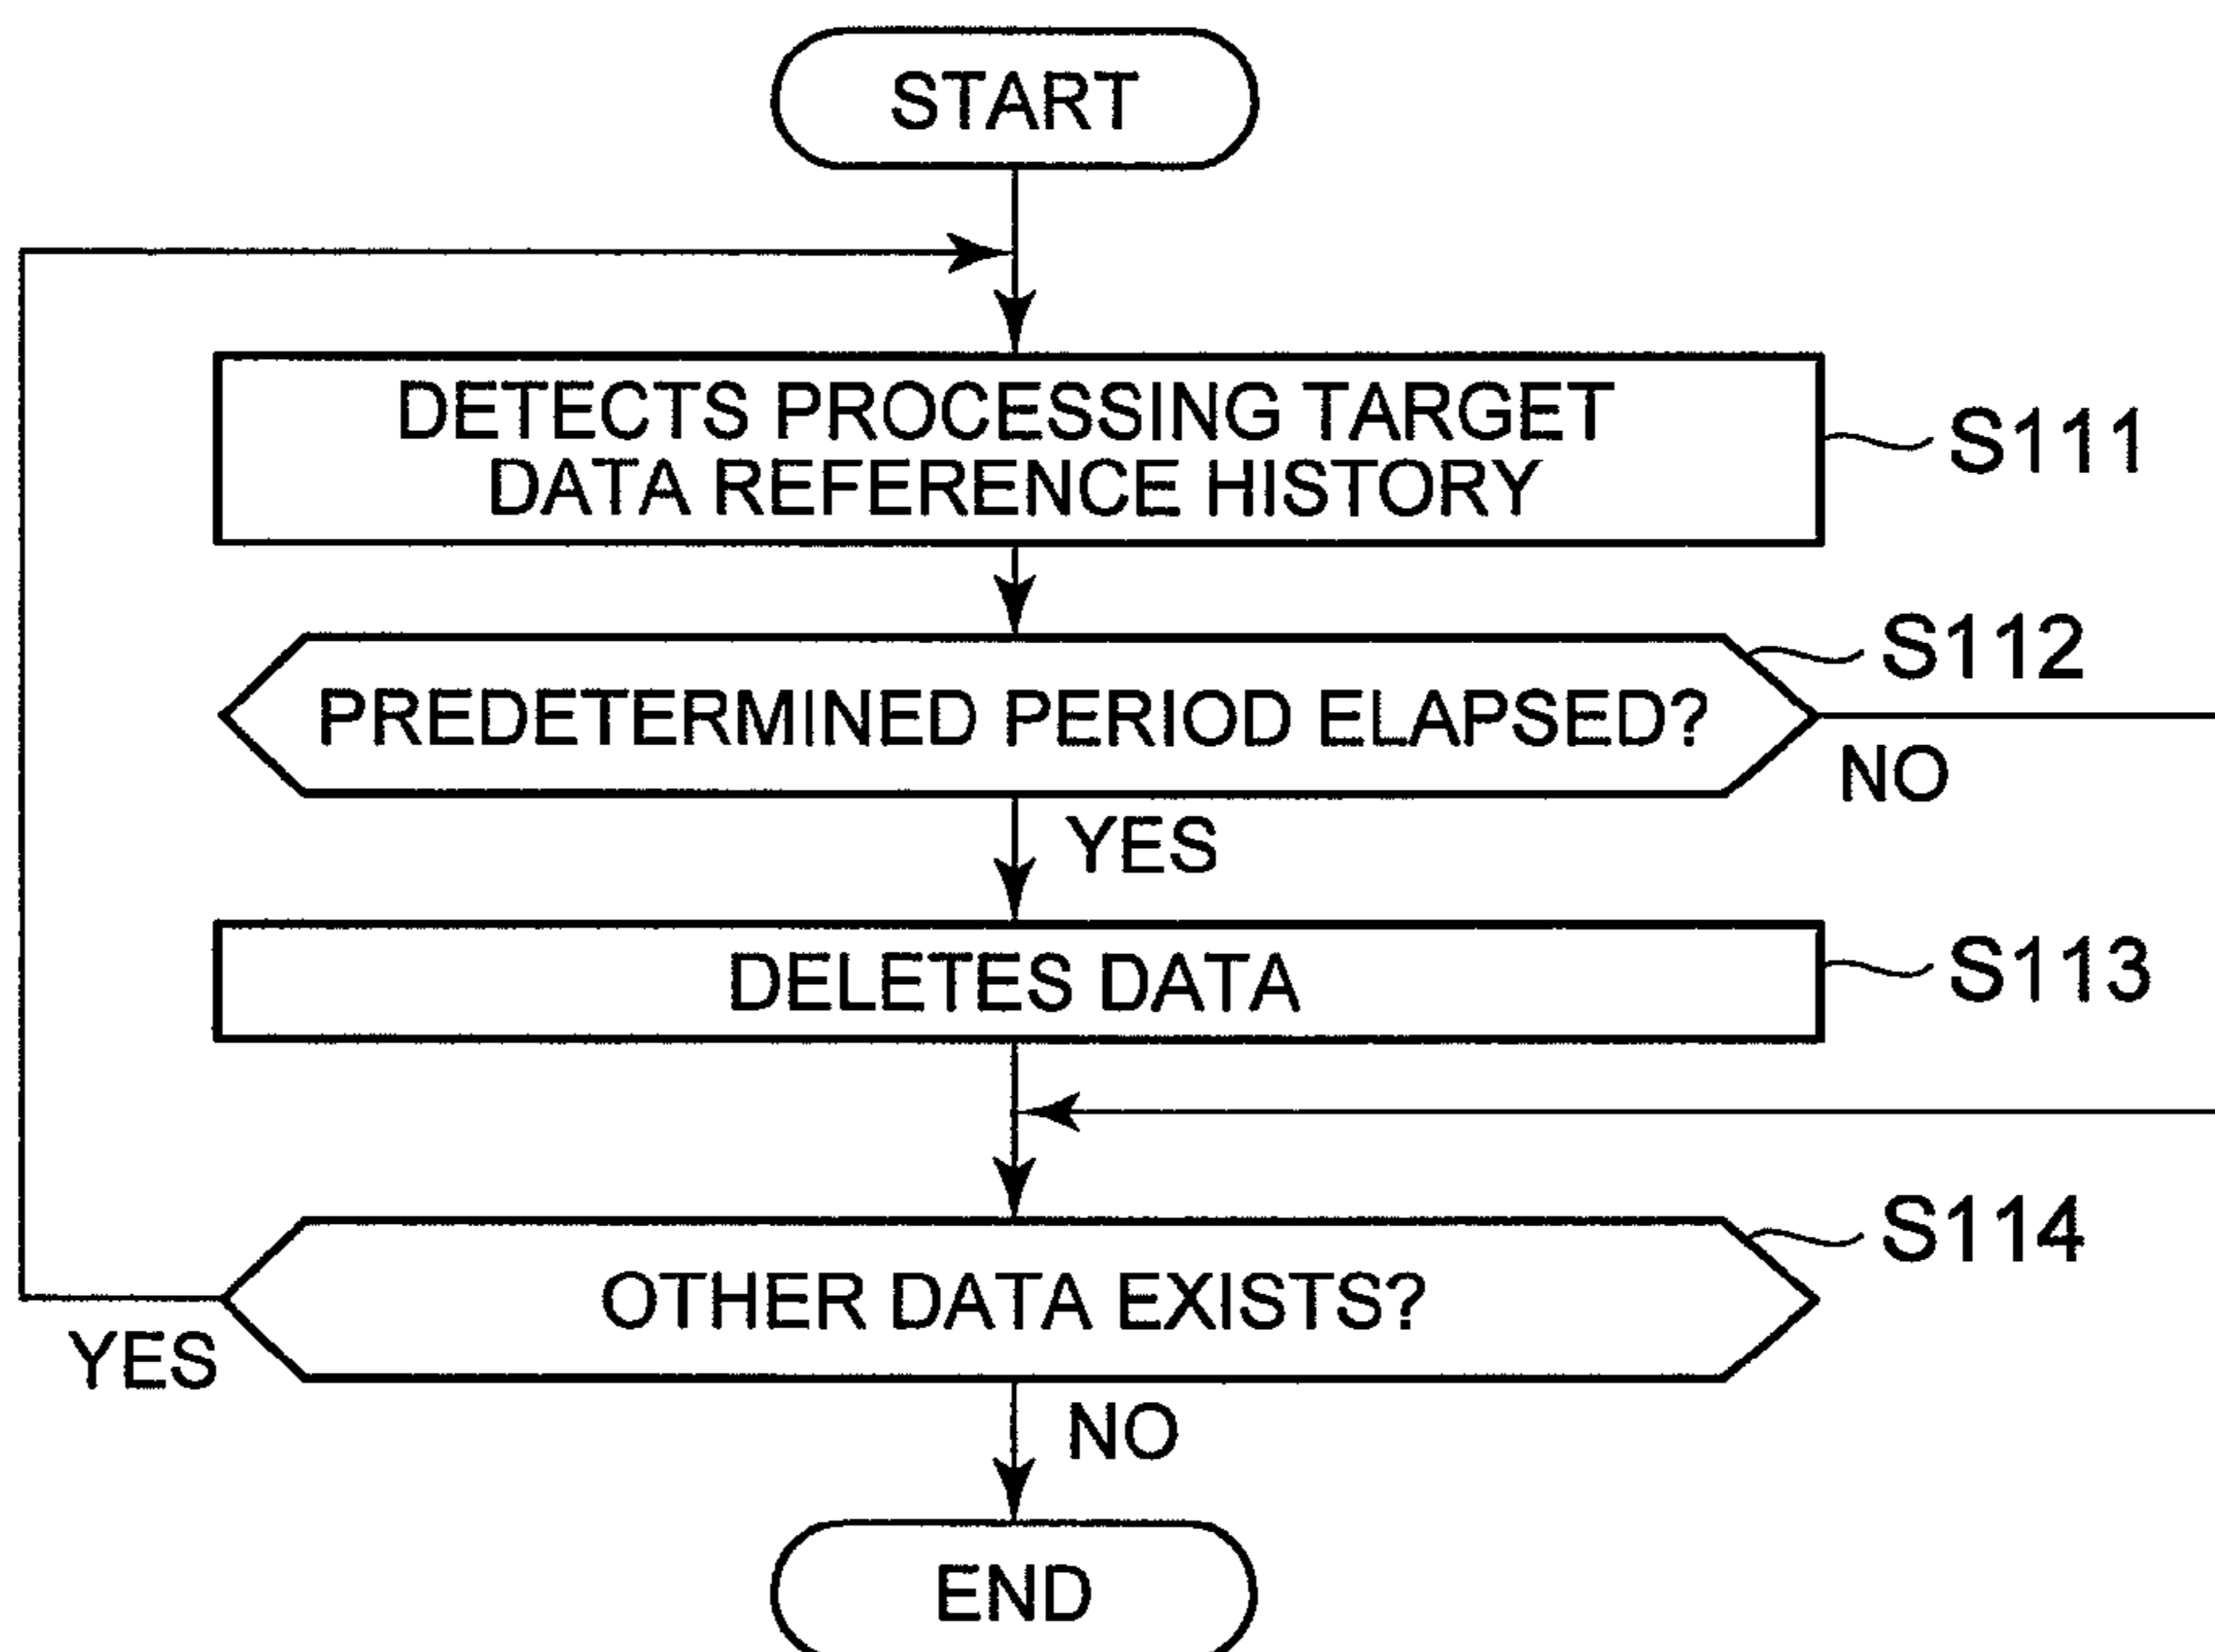 START
DETECTS PROCESSING TARGET
DATA REFERENCE HISTORY
S111
S112
PREDETERMINED PERIOD ELAPSED?
NO
YES
DELETES DATA
S113
S114
OTHER DATA EXISTS?
YES
NO
END